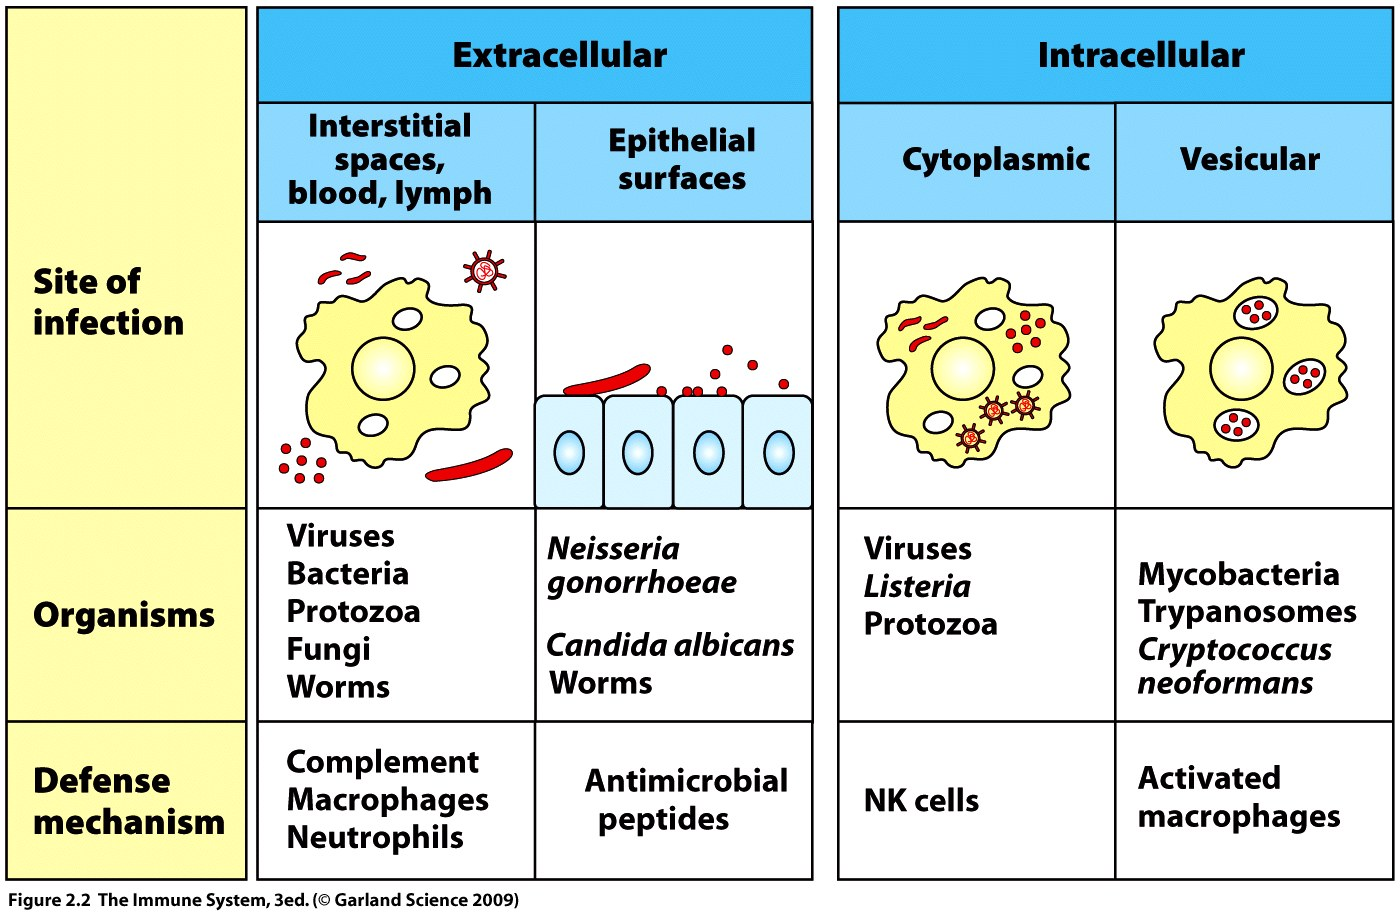 Extracellular
Intracellular
Interstitial
spaces,
blood, lymph
Epithelial
surfaces
Cytoplasmic
Vesicular
Site of
infection
Organisms
Viruses
Bacteria
Protozoa
Fungi
Worms
Neisseria
gonorrhoeae
Candida albicans
Worms
Viruses
Listeria
Protozoa
Mycobacteria
Trypanosomes
Cryptococcus
neoformans
Defense
mechanism
Complement
Macrophages
Neutrophils
Antimicrobial
peptides
NK cells
Activated
macrophages
Figure 2.2 The Immune System, 3ed. (© Garland Science 2009)